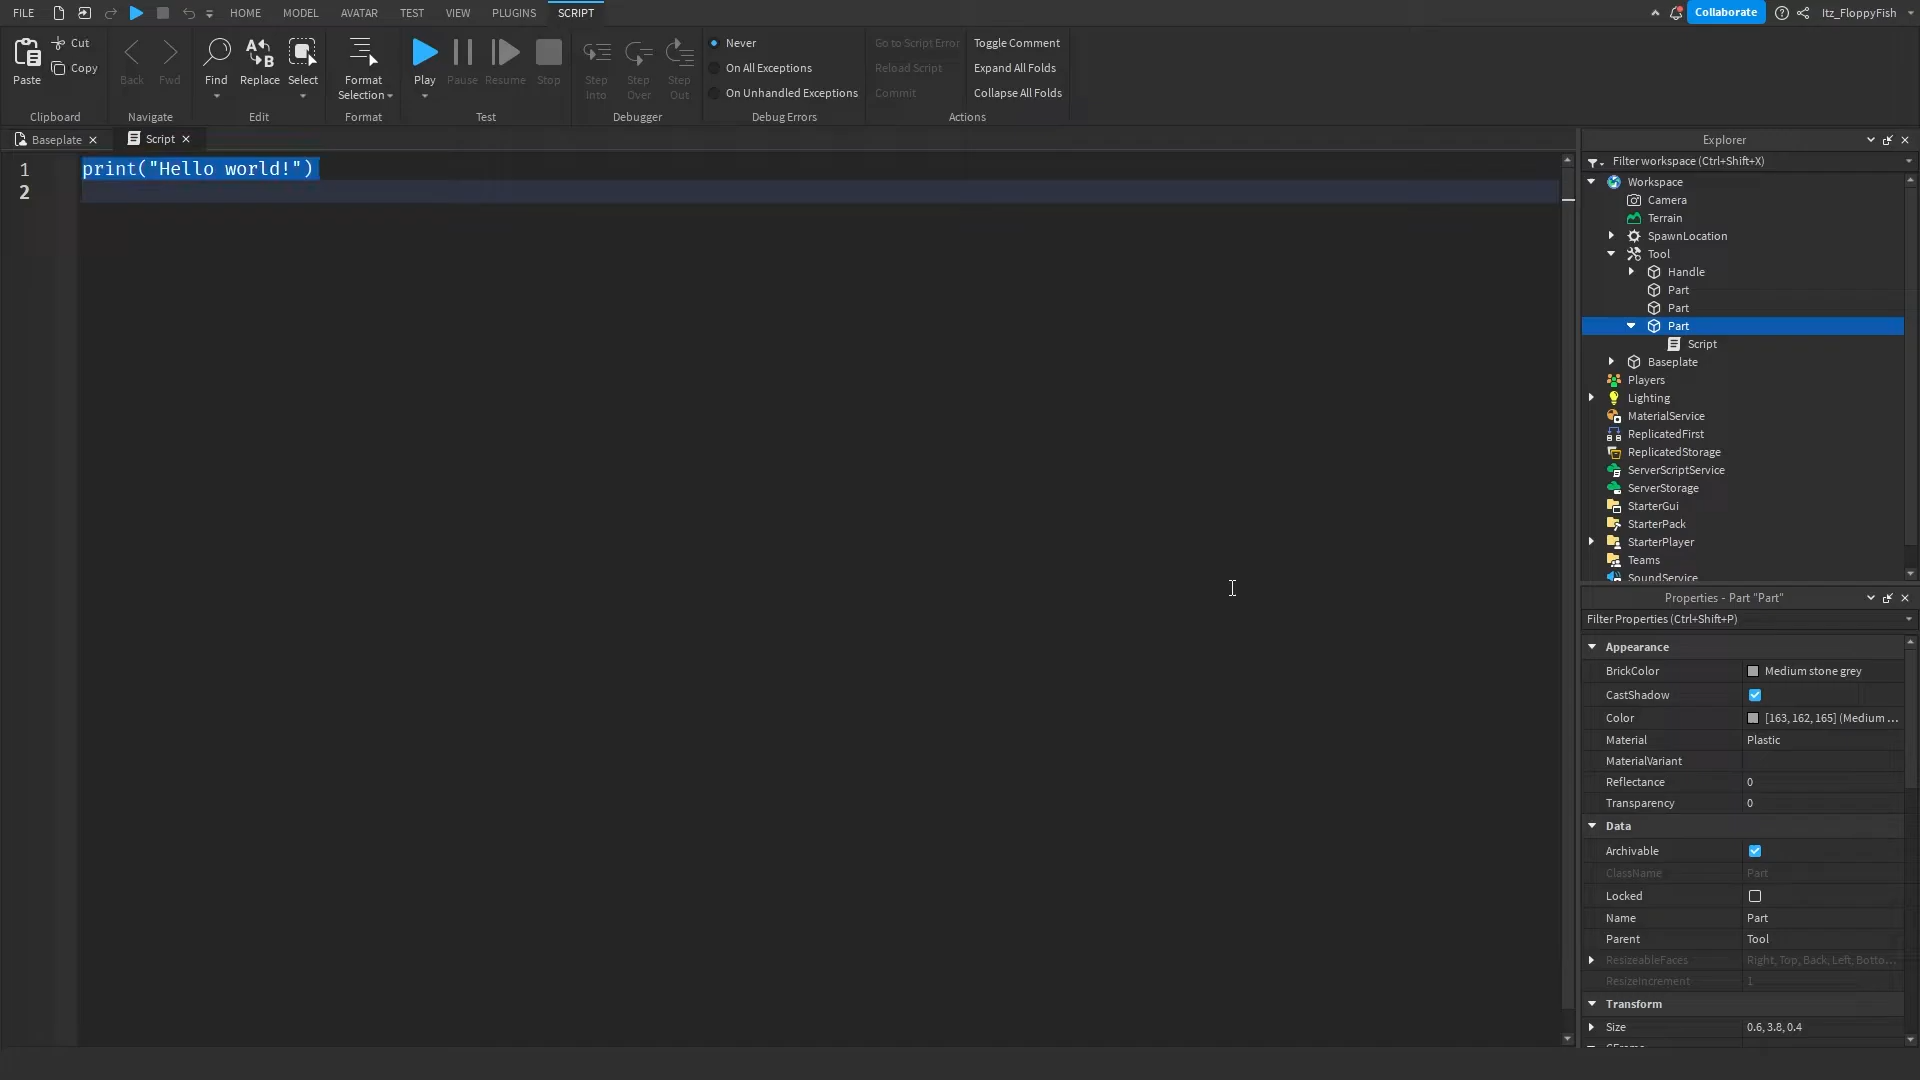 FILE HOME MODEL AVATAR TEST VIEW PLUGINS SCRIPT Collaborate Itz_FloppyFish
Paste Cut Copy
Clipboard
Back Fwd
Navigate
Find Replace Select
Edit
Format Selection
Format
Play Pause Resume Stop
Test
Step Into Step Over Step Out
Debugger
Never
On All Exceptions
On Unhandled Exceptions
Debug Errors
Go to Script Error
Reload Script
Commit
Toggle Comment
Expand All Folds
Collapse All Folds
Actions
Baseplate Script
1 print("Hello world!")
2
Explorer
Filter workspace (Ctrl+Shift+X)
Workspace
Camera
Terrain
SpawnLocation
Tool
Handle
Part
Part
Part
Script
Baseplate
Players
Lighting
MaterialService
ReplicatedFirst
ReplicatedStorage
ServerScriptService
ServerStorage
StarterGui
StarterPack
StarterPlayer
Teams
SoundService
Properties - Part "Part"
Filter Properties (Ctrl+Shift+P)
Appearance
BrickColor Medium stone grey
CastShadow
Color [163, 162, 165] (Medium ...
Material Plastic
MaterialVariant
Reflectance 0
Transparency 0
Data
Archivable
ClassName Part
Locked
Name Part
Parent Tool
ResizeableFaces Right, Top, Back, Left, Botto...
ResizeIncrement 1
Transform
Size 0.6, 3.8, 0.4